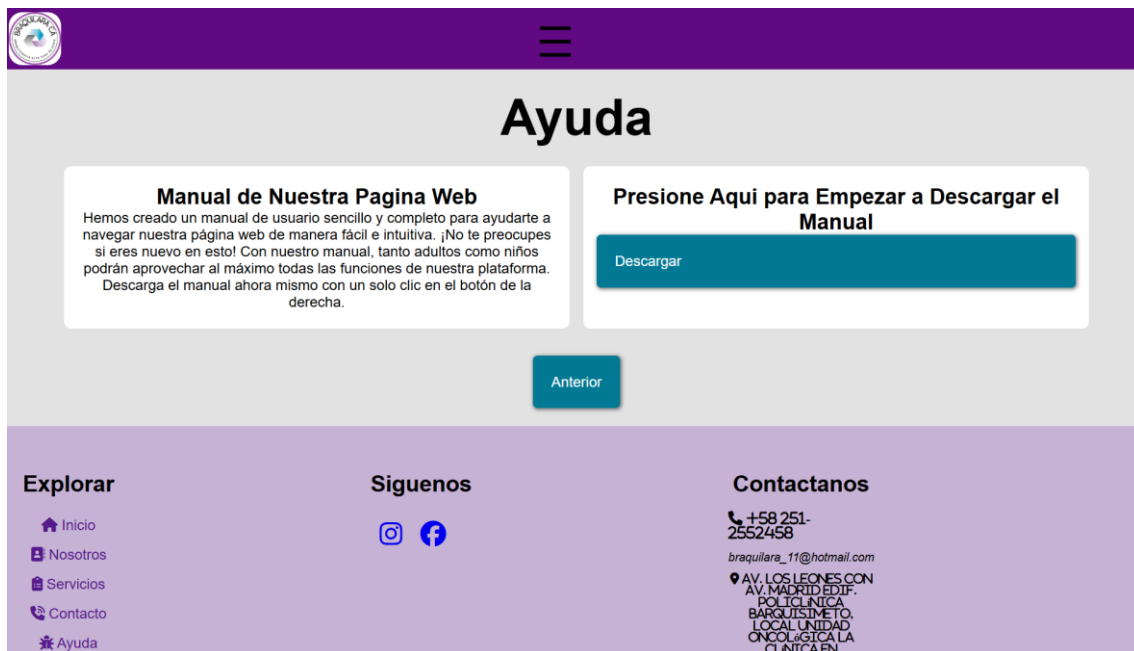 BRAQUILARA CA
Ayuda
Manual de Nuestra Pagina Web
Hemos creado un manual de usuario sencillo y completo para ayudarte a
navegar nuestra página web de manera fácil e intuitiva. ¡No te preocupes
si eres nuevo en esto! Con nuestro manual, tanto adultos como niños
podrán aprovechar al máximo todas las funciones de nuestra plataforma.
Descarga el manual ahora mismo con un solo clic en el botón de la
derecha.
Presione Aqui para Empezar a Descargar el
Manual
Descargar
Anterior
Explorar
Inicio
Nosotros
Servicios
Contacto
Ayuda
Siguenos
Contactanos
+58 251-
2552458
braquilara_11@hotmail.com
AV. LOS LEONES CON
AV. MADRID EDIF.
POLICLíNICA
BARQUISIMETO,
LOCAL UNIDAD
ONCOLóGICA LA
CLíNICA EN